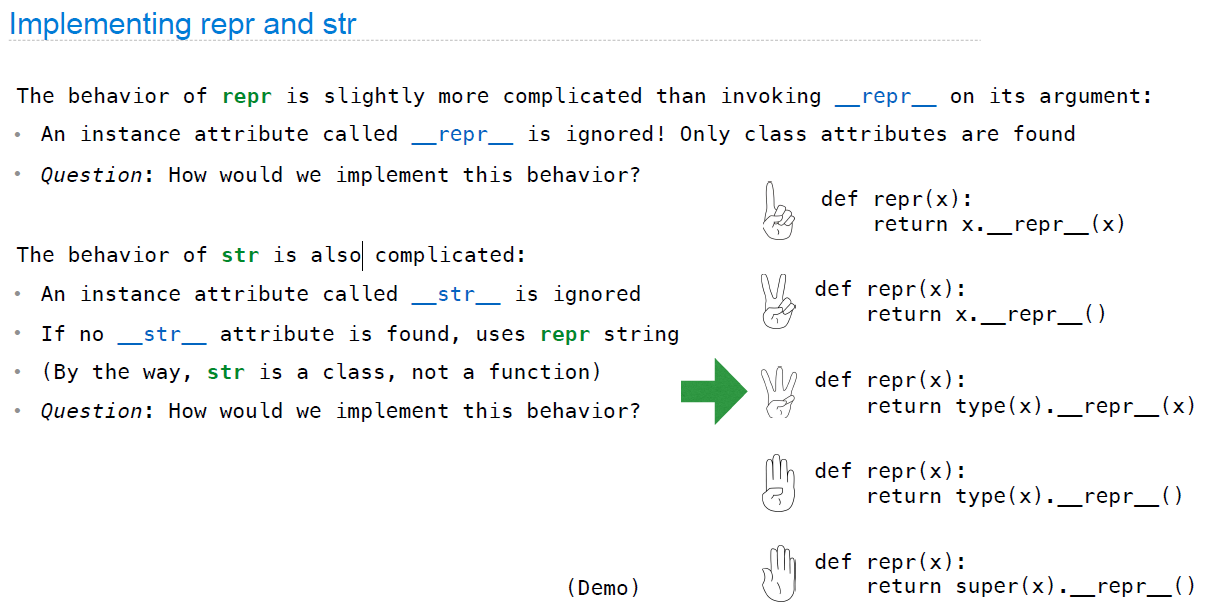 Implementing repr and str
The behavior of repr is slightly more complicated than invoking __repr__ on its argument:
• An instance attribute called __repr__ is ignored! Only class attributes are found
• Question: How would we implement this behavior?
The behavior of str is also complicated:
• An instance attribute called __str__ is ignored
• If no __str__ attribute is found, uses repr string
• (By the way, str is a class, not a function)
• Question: How would we implement this behavior?
def repr(x):
    return x.__repr__(x)
def repr(x):
    return x.__repr__()
def repr(x):
    return type(x).__repr__(x)
def repr(x):
    return type(x).__repr__()
def repr(x):
    return super(x).__repr__()
(Demo)